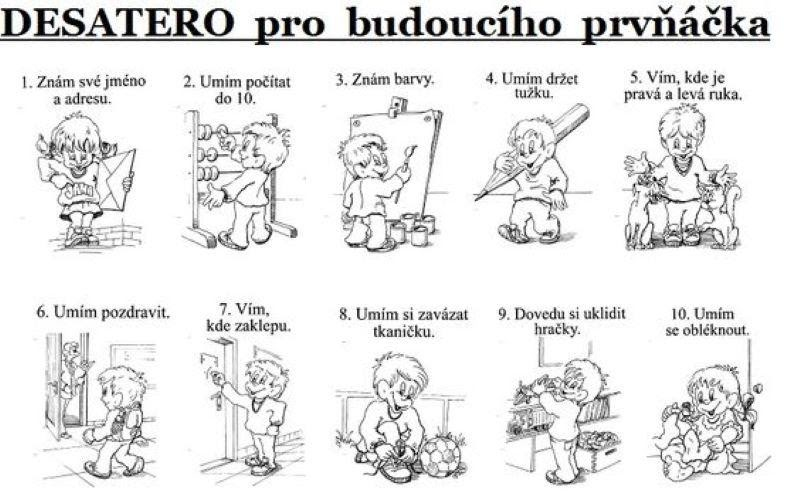 DESATERO pro budoucího prvňáčka
1. Znám své jméno
a adresu.
2. Umím počítat
do 10.
3. Znám barvy.
4. Umím držet
tužku.
5. Vím, kde je
pravá a levá ruka.
6. Umím pozdravit.
7. Vím,
kde zaklepu.
8. Umím si zavázat
tkaničku.
9. Dovedu si uklidit
hračky.
10. Umím
se obléknout.